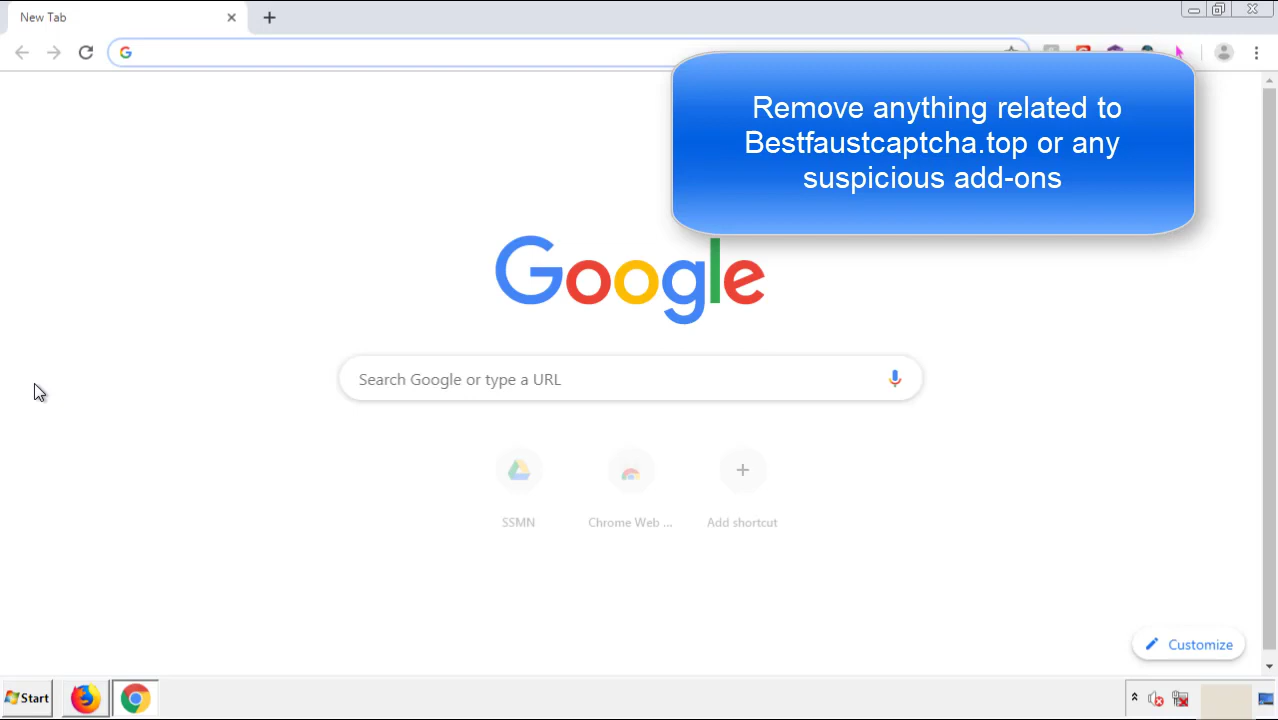 New Tab
Remove anything related to
Bestfaustcaptcha.top or any
suspicious add-ons
Google
Search Google or type a URL
SSMN
Chrome Web ...
Add shortcut
Customize
Start